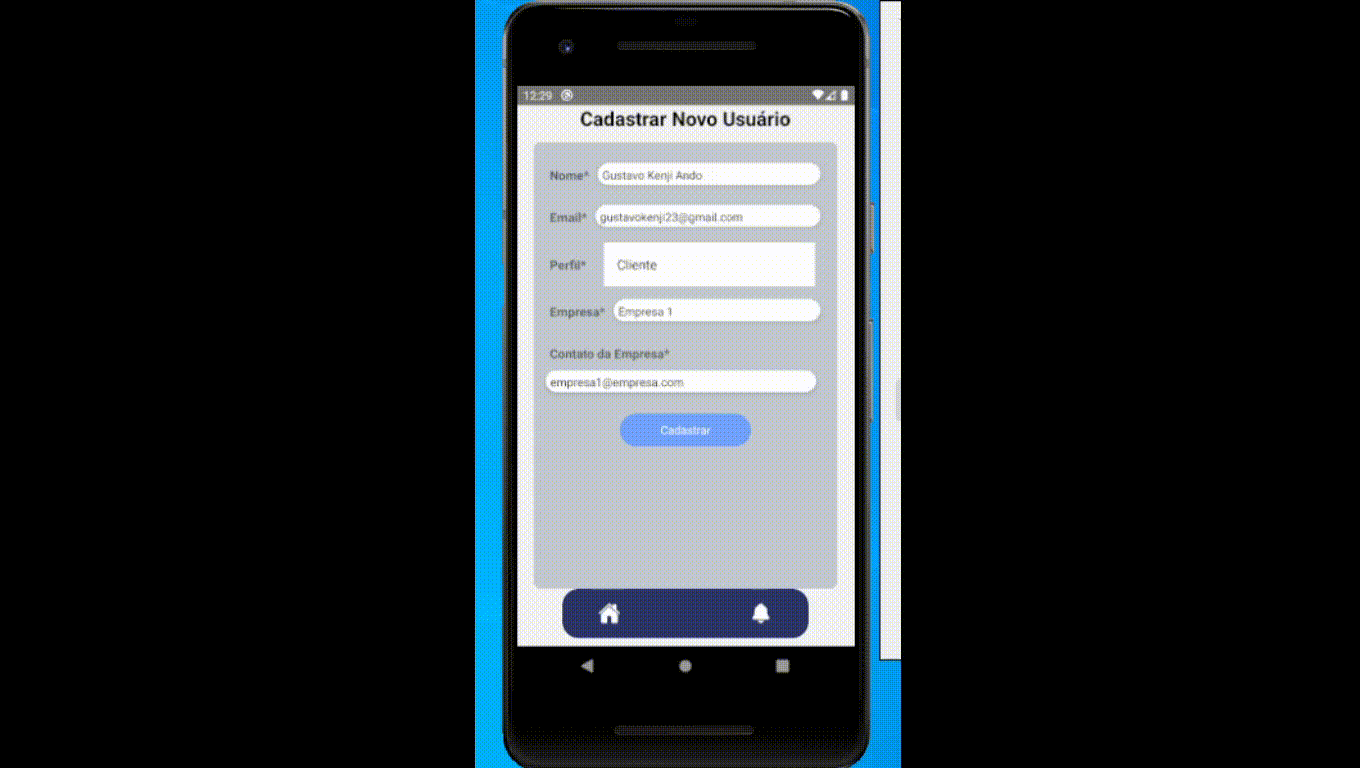 12:29
Cadastrar Novo Usuário
Nome* Gustavo Kenji Ando
Email* gustavokenji23@gmail.com
Perfil* Cliente
Empresa* Empresa 1
Contato da Empresa*
empresa1@empresa.com
Cadastrar